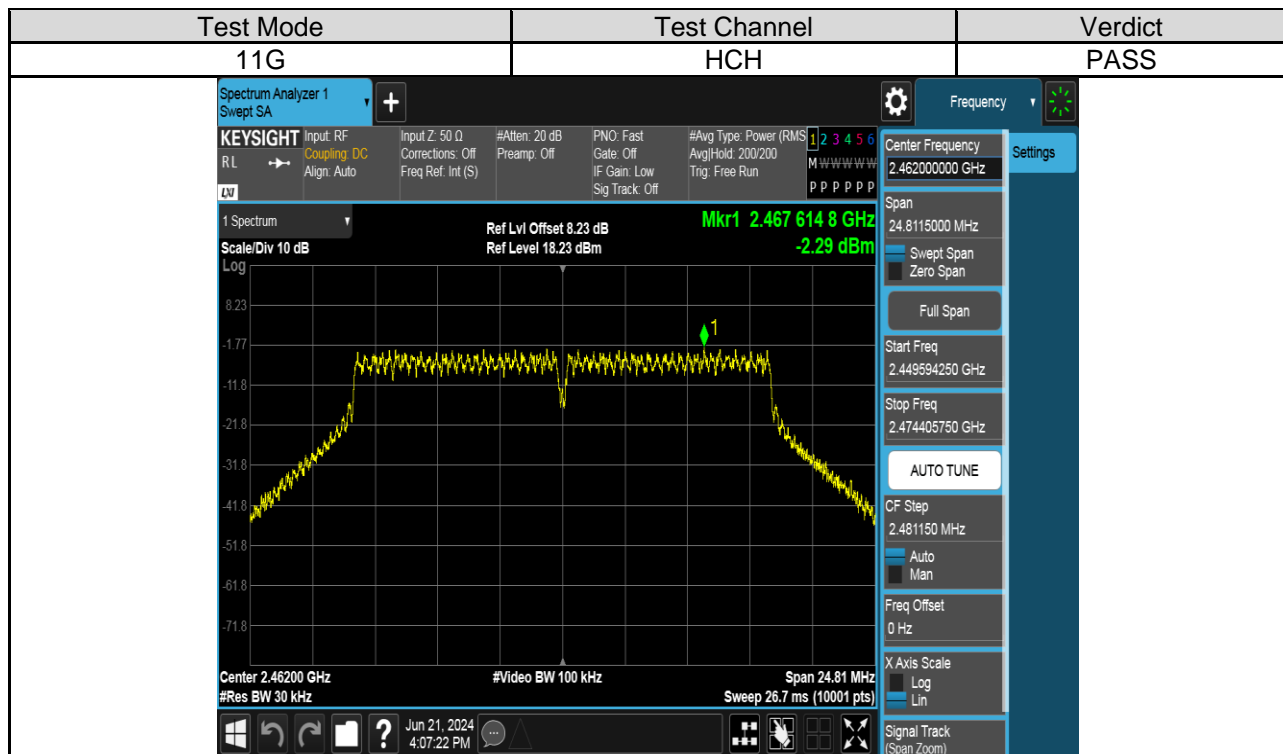 Test Mode Test Channel Verdict
11G HCH PASS
Spectrum Analyzer 1
Swept SA
+
Frequency
KEYSIGHT Input: RF Input Z: 50 Ω #Atten: 20 dB PNO: Fast #Avg Type: Power (RMS 1 2 3 4 5 6
R L Coupling: DC Corrections: Off Preamp: Off Gate: Off Avg|Hold: 200/200 M W W W W W
Align: Auto Freq Ref: Int (S) IF Gain: Low Trig: Free Run
LXI Sig Track: Off P P P P P P
1 Spectrum Ref Lvl Offset 8.23 dB Mkr1 2.467 614 8 GHz
Scale/Div 10 dB Ref Level 18.23 dBm -2.29 dBm
Log
8.23
1
-1.77
-11.8
-21.8
-31.8
-41.8
-51.8
-61.8
-71.8
Center 2.46200 GHz #Video BW 100 kHz Span 24.81 MHz
#Res BW 30 kHz Sweep 26.7 ms (10001 pts)
? Jun 21, 2024
4:07:22 PM
Center Frequency
2.462000000 GHz
Settings
Span
24.8115000 MHz
Swept Span
Zero Span
Full Span
Start Freq
2.449594250 GHz
Stop Freq
2.474405750 GHz
AUTO TUNE
CF Step
2.481150 MHz
Auto
Man
Freq Offset
0 Hz
X Axis Scale
Log
Lin
Signal Track
(Span Zoom)